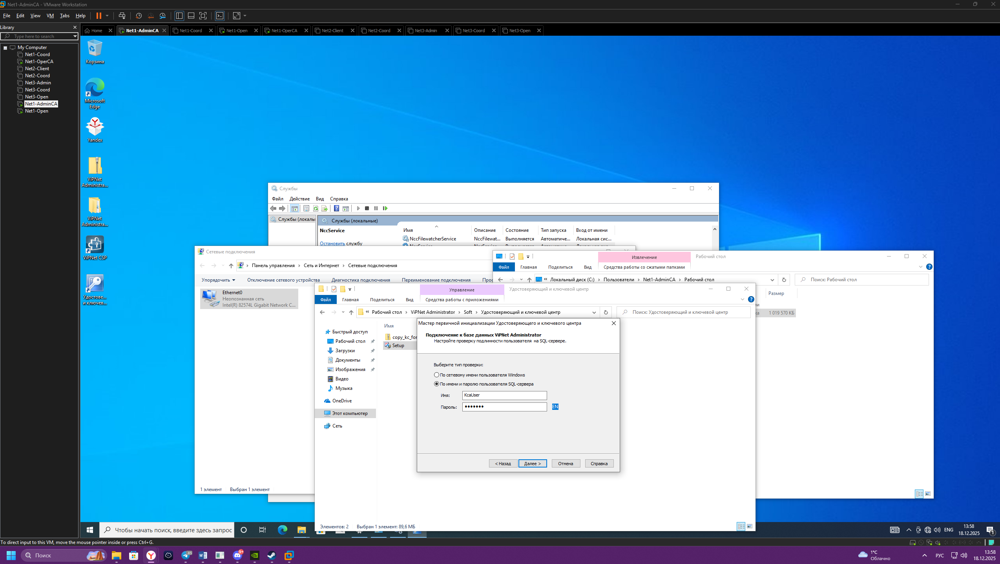 Net1-AdminCA - VMware Workstation
File Edit View VM Tabs Help
Library
Type here to search
Home Net1-AdminCA Net1-Coord Net1-Open Net1-OperCA Net2-Client Net2-Coord Net3-Admin Net3-Coord Net3-Open
My Computer
Net1-Coord
Net1-OperCA
Net2-Client
Net2-Coord
Net3-Admin
Net3-Coord
Net3-Open
Net1-AdminCA
Net1-Open
Корзина
Microsoft
Edge
Yandex
ViPNet
Administra...
ViPNet
Administra...
ViPNet CSP
Удостове...
и ключев...
Службы
Файл Действие Вид Справка
Службы (локаль
Службы (локальные)
NccService
Остановить службу
Имя Описание Состояние Тип запуска Вход от имени
NccFilewatcherService NccFilewat... Выполняется Автоматиче... Локальная сис...
Сетевые подключения
Панель управления Сеть и Интернет Сетевые подключения
Упорядочить Отключение сетевого устройства Диагностика подключения Переименование подключения Прос
Ethernet0
Неопознанная сеть
Intel(R) 82574L Gigabit Network C...
1 элемент Выбран 1 элемент
Извлечение Рабочий стол
Файл Главная Поделиться Вид Средства работы со сжатыми папками
« Локальный диск (C:) Пользователи Net1-AdminCA Рабочий стол Поиск: Рабочий стол
Размер
ии
ка 1 019 570 КБ
Управление Удостоверяющий и ключевой центр
Файл Главная Поделиться Вид Средства работы с приложениями
« Рабочий стол ViPNet Administrator Soft Удостоверяющий и ключевой центр Поиск: Удостоверяющий и ключевой центр
Быстрый доступ
Рабочий стол
Загрузки
Документы
Изображения
Видео
Музыка
OneDrive
Этот компьютер
Сеть
Имя
copy_kc_for
Setup
Элементов: 2 Выбран 1 элемент: 89,6 МБ
Мастер первичной инициализации Удостоверяющего и ключевого центра
Подключение к базе данных ViPNet Administrator
Настройте проверку подлинности пользователя на SQL-сервере.
Выберите тип проверки:
По сетевому имени пользователя Windows
По имени и паролю пользователя SQL-сервера
Имя: KcaUser
Пароль: ••••••• EN
< Назад Далее > Отмена Справка
Чтобы начать поиск, введите здесь запрос
ENG
13:58
18.12.2025
1
To direct input to this VM, move the mouse pointer inside or press Ctrl+G.
Поиск
85
9+
1°C
Облачно
РУС
13:58
18.12.2025